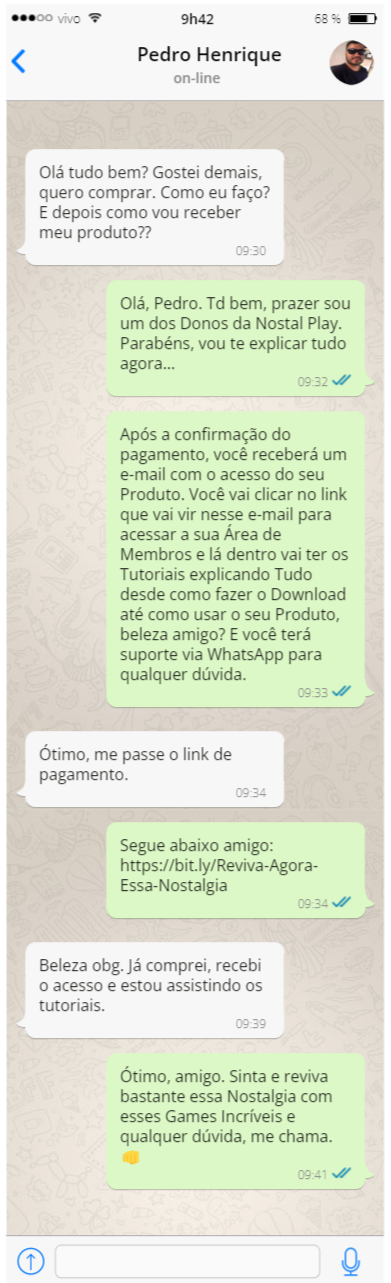 vivo 9h42 68 %
Pedro Henrique
on-line
Olá tudo bem? Gostei demais,
quero comprar. Como eu faço?
E depois como vou receber
meu produto??
09:30
Olá, Pedro. Td bem, prazer sou
um dos Donos da Nostal Play.
Parabéns, vou te explicar tudo
agora...
09:32
Após a confirmação do
pagamento, você receberá um
e-mail com o acesso do seu
Produto. Você vai clicar no link
que vai vir nesse e-mail para
acessar a sua Área de
Membros e lá dentro vai ter os
Tutoriais explicando Tudo
desde como fazer o Download
até como usar o seu Produto,
beleza amigo? E você terá
suporte via WhatsApp para
qualquer dúvida.
09:33
Ótimo, me passe o link de
pagamento.
09:34
Segue abaixo amigo:
https://bit.ly/Reviva-Agora-
Essa-Nostalgia
09:34
Beleza obg. Já comprei, recebi
o acesso e estou assistindo os
tutoriais.
09:39
Ótimo, amigo. Sinta e reviva
bastante essa Nostalgia com
esses Games Incríveis e
qualquer dúvida, me chama.
👊
09:41